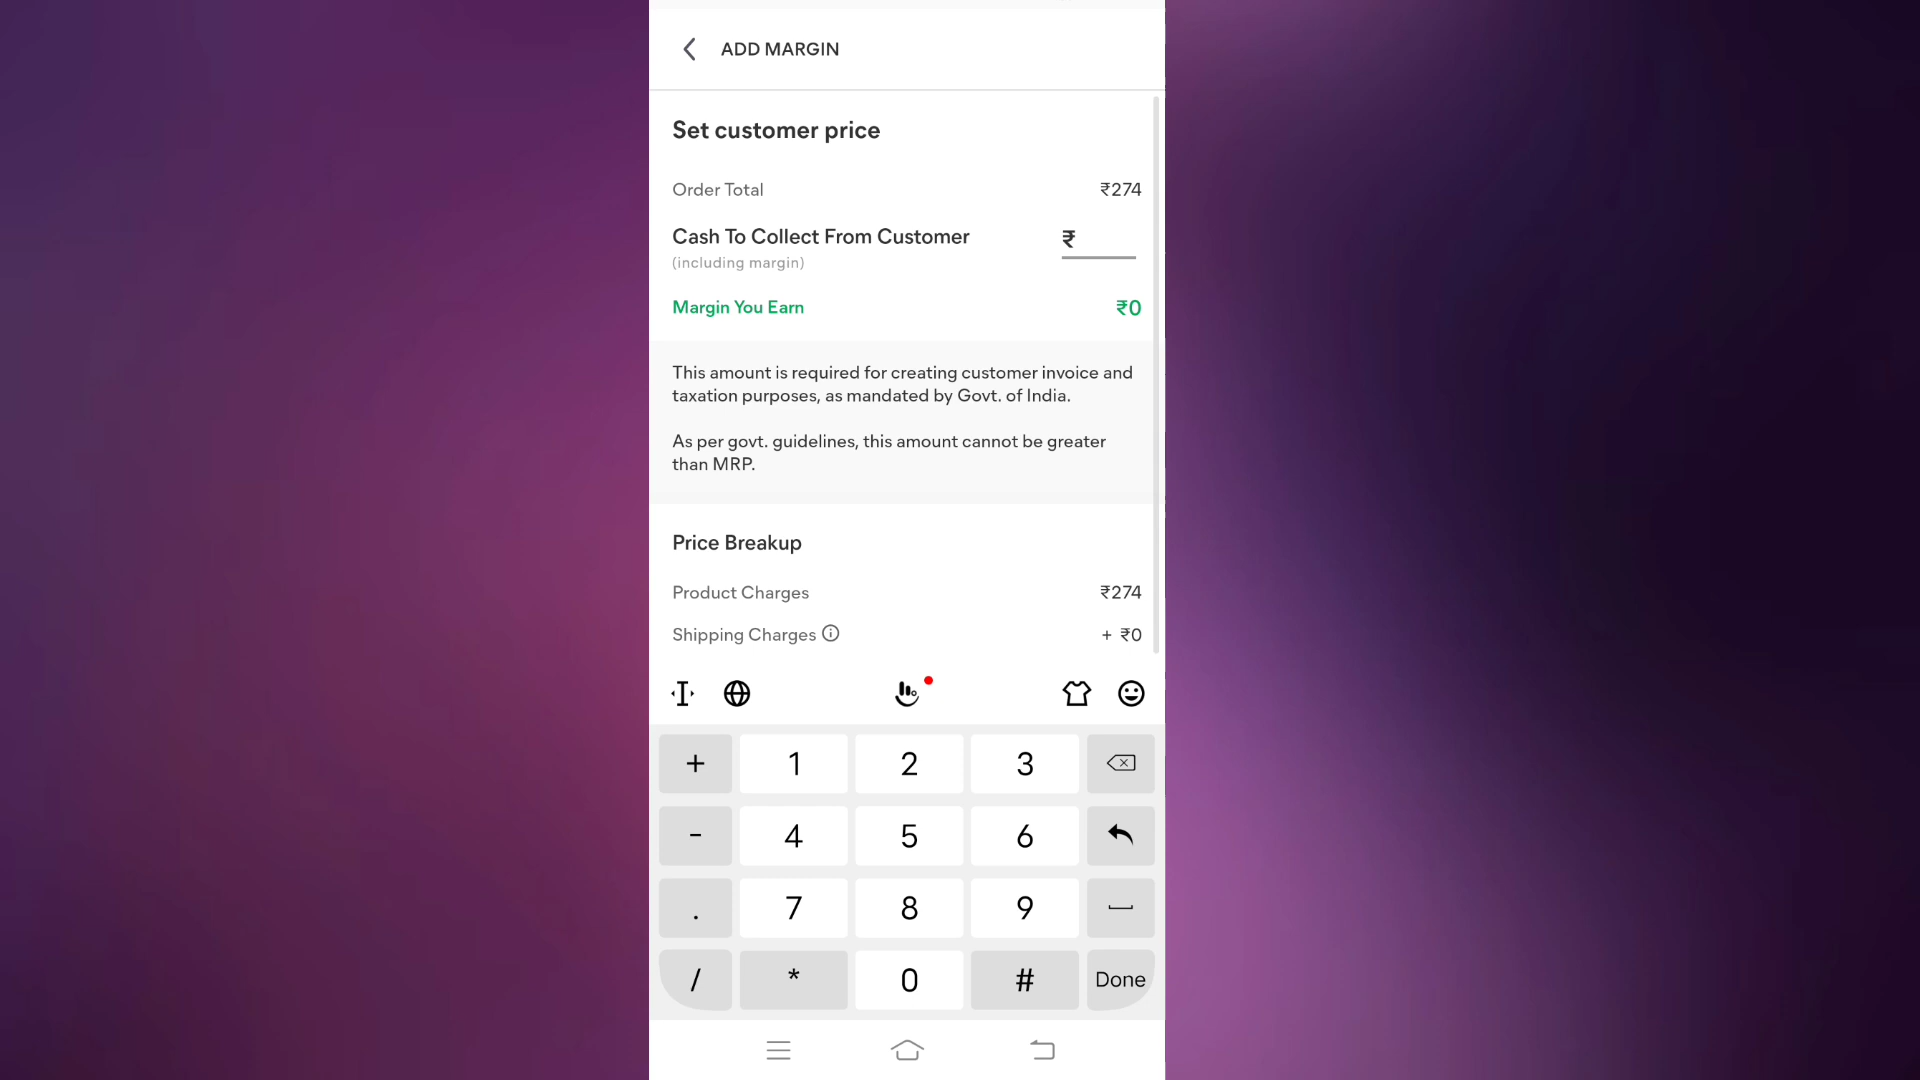 ADD MARGIN
Set customer price
Order Total ₹274
Cash To Collect From Customer ₹
(including margin)
Margin You Earn ₹0
This amount is required for creating customer invoice and
taxation purposes, as mandated by Govt. of India.
As per govt. guidelines, this amount cannot be greater
than MRP.
Price Breakup
Product Charges ₹274
Shipping Charges + ₹0
+ 1 2 3
- 4 5 6
. 7 8 9
/ * 0 # Done